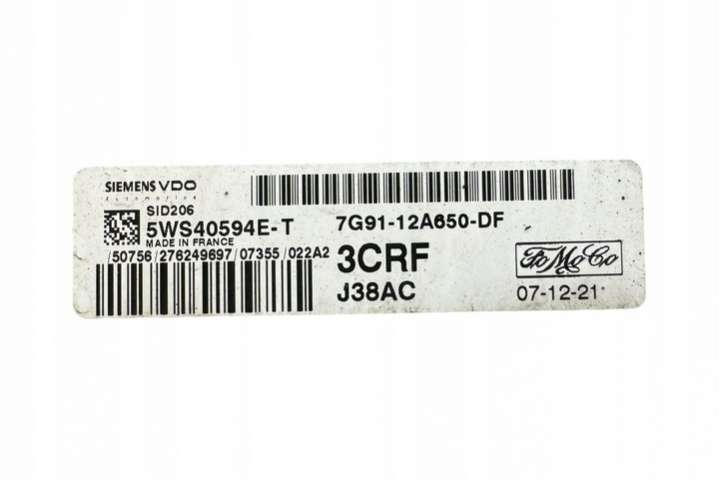 SIEMENS VDO
Automotive
SID206
5WS40594E-T
MADE IN FRANCE
/50756/276249697/07355/022A2
7G91-12A650-DF
3CRF
J38AC
FoMoCo
07-12-21